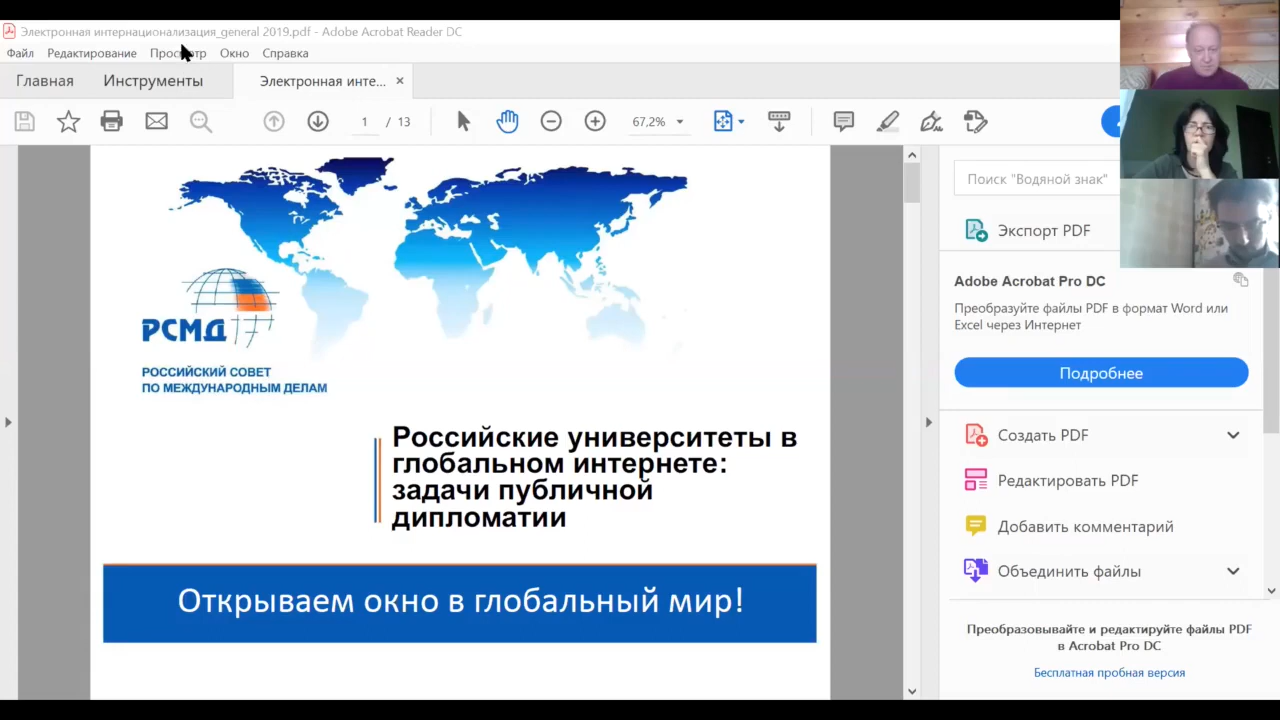 Электронная интернационализация_general 2019.pdf - Adobe Acrobat Reader DC
Файл Редактирование Просмотр Окно Справка
Главная Инструменты Электронная инте... ×
1 / 13 67,2%
РСМД
РОССИЙСКИЙ СОВЕТ
ПО МЕЖДУНАРОДНЫМ ДЕЛАМ
Российские университеты в
глобальном интернете:
задачи публичной
дипломатии
Открываем окно в глобальный мир!
Поиск "Водяной знак"
Экспорт PDF
Adobe Acrobat Pro DC
Преобразуйте файлы PDF в формат Word или
Excel через Интернет
Подробнее
Создать PDF
Редактировать PDF
Добавить комментарий
Объединить файлы
Преобразовывайте и редактируйте файлы PDF
в Acrobat Pro DC
Бесплатная пробная версия